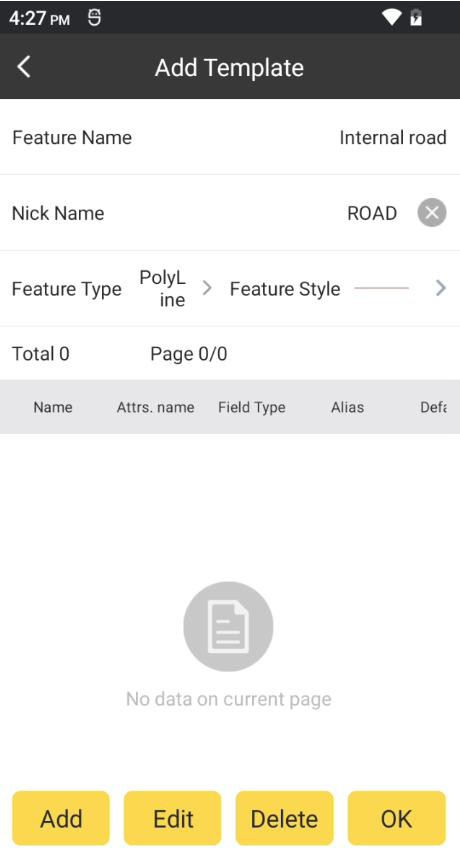 4:27 PM
Add Template
Feature Name Internal road
Nick Name ROAD
Feature Type PolyL
ine Feature Style
Total 0 Page 0/0
Name Attrs. name Field Type Alias Defa
No data on current page
Add Edit Delete OK